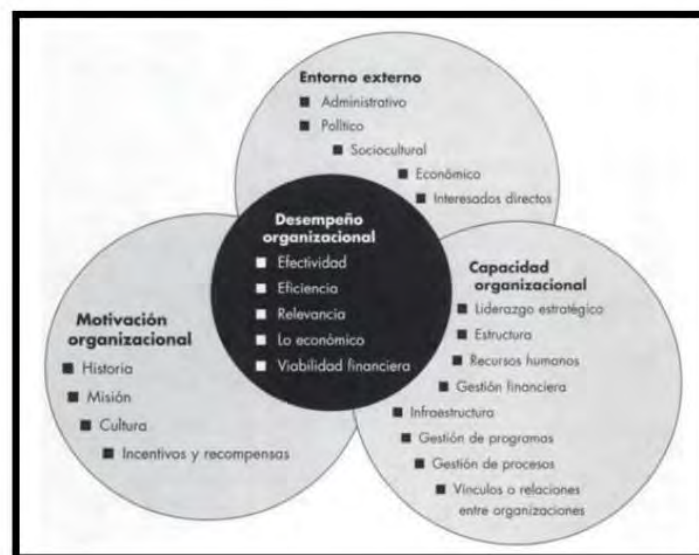 Entorno externo
Administrativo
Político
Sociocultural
Económico
Interesados directos
Desempeño
organizacional
Efectividad
Eficiencia
Relevancia
Lo económico
Viabilidad financiera
Motivación
organizacional
Historia
Misión
Cultura
Incentivos y recompensas
Capacidad
organizacional
Liderazgo estratégico
Estructura
Recursos humanos
Gestión financiera
Infraestructura
Gestión de programas
Gestión de procesos
Vínculos o relaciones
entre organizaciones